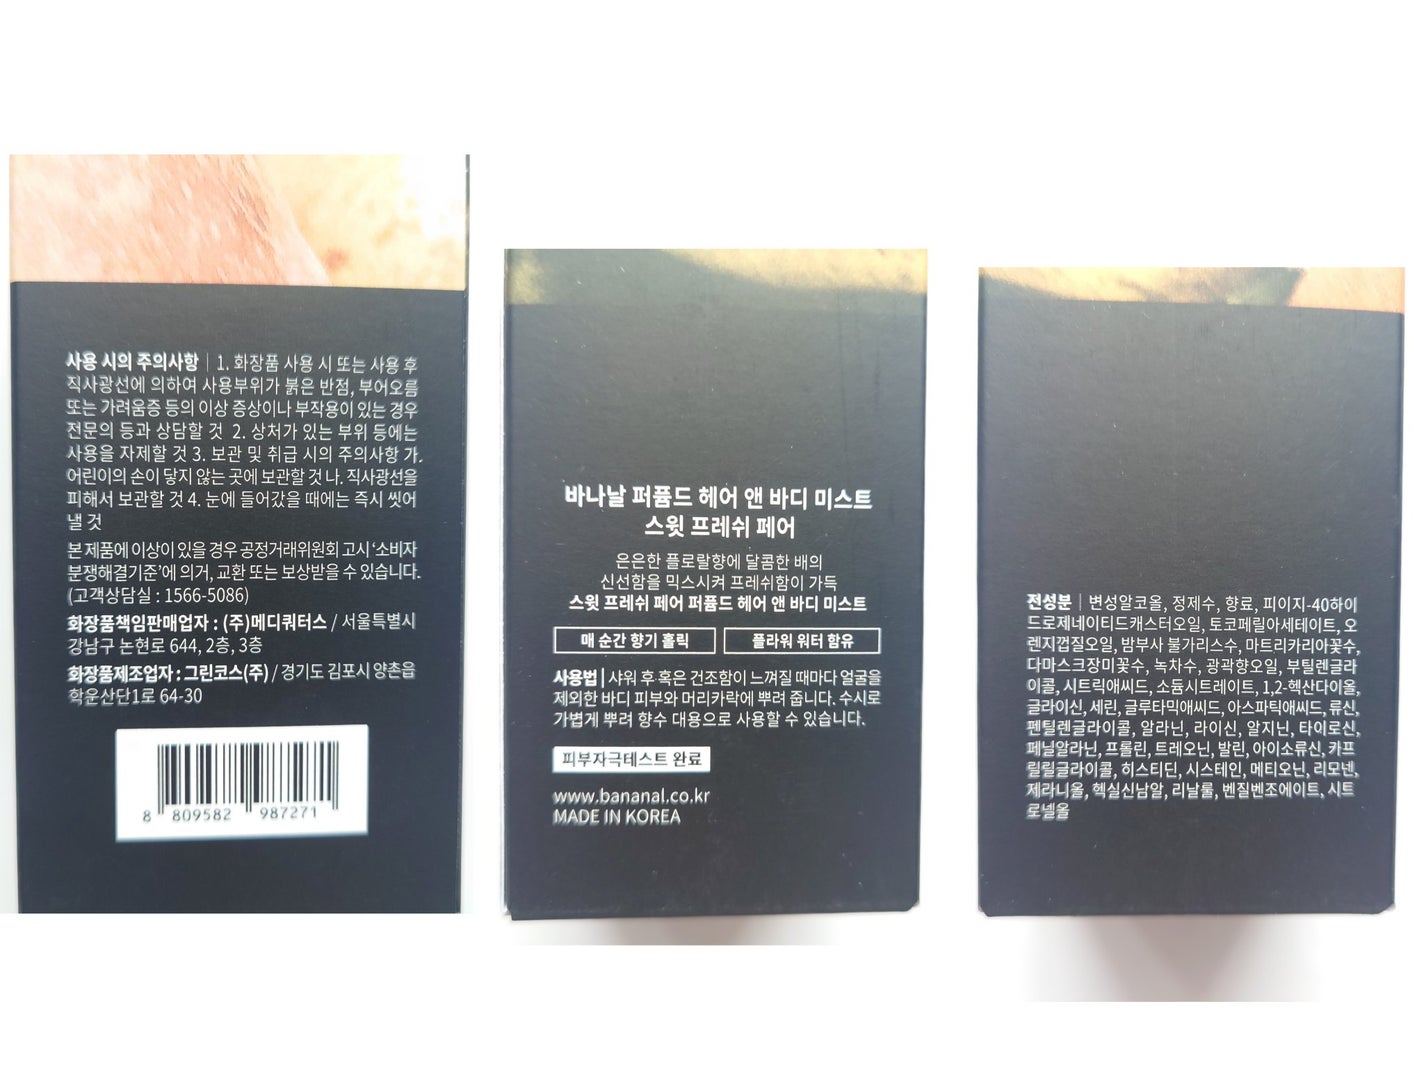 사용 시의 주의사항 | 1. 화장품 사용 시 또는 사용 후
직사광선에 의하여 사용부위가 붉은 반점, 부어오름
또는 가려움증 등의 이상 증상이나 부작용이 있는 경우
전문의 등과 상담할 것 2. 상처가 있는 부위 등에는
사용을 자제할 것 3. 보관 및 취급 시의 주의사항 가.
어린이의 손이 닿지 않는 곳에 보관할 것 나. 직사광선을
피해서 보관할 것 4. 눈에 들어갔을 때에는 즉시 씻어
낼 것
본 제품에 이상이 있을 경우 공정거래위원회 고시 '소비자
분쟁해결기준'에 의거, 교환 또는 보상받을 수 있습니다.
(고객상담실 : 1566-5086)
화장품책임판매업자 : (주)메디쿼터스 / 서울특별시
강남구 논현로 644, 2층, 3층
화장품제조업자 : 그린코스(주) / 경기도 김포시 양촌읍
학운산단1로 64-30
8 809582 987271
바나날 퍼퓸드 헤어 앤 바디 미스트
스윗 프레쉬 페어
은은한 플로랄향에 달콤한 배의
신선함을 믹스시켜 프레쉬함이 가득
스윗 프레쉬 페어 퍼퓸드 헤어 앤 바디 미스트
매 순간 향기 홀릭 플라워 워터 함유
사용법 | 샤워 후 혹은 건조함이 느껴질 때마다 얼굴을
제외한 바디 피부와 머리카락에 뿌려 줍니다. 수시로
가볍게 뿌려 향수 대용으로 사용할 수 있습니다.
피부자극테스트 완료
www.bananal.co.kr
MADE IN KOREA
전성분 | 변성알코올, 정제수, 향료, 피이지-40하이
드로제네이티드캐스터오일, 토코페릴아세테이트, 오
렌지껍질오일, 밤부사 불가리스수, 마트리카리아꽃수,
다마스크장미꽃수, 녹차수, 광곽향오일, 부틸렌글라
이콜, 시트릭애씨드, 소듐시트레이트, 1,2-헥산다이올,
글라이신, 세린, 글루타믹애씨드, 아스파틱애씨드, 류신,
펜틸렌글라이콜, 알라닌, 라이신, 알지닌, 타이로신,
페닐알라닌, 프롤린, 트레오닌, 발린, 아이소류신, 카프
릴릴글라이콜, 히스티딘, 시스테인, 메티오닌, 리모넨,
제라니올, 헥실신남알, 리날룰, 벤질벤조에이트, 시트
로넬올